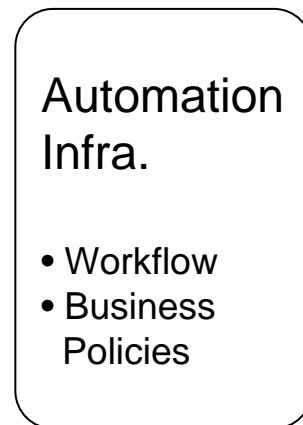 Automation
Infra.
• Workflow
• Business
Policies